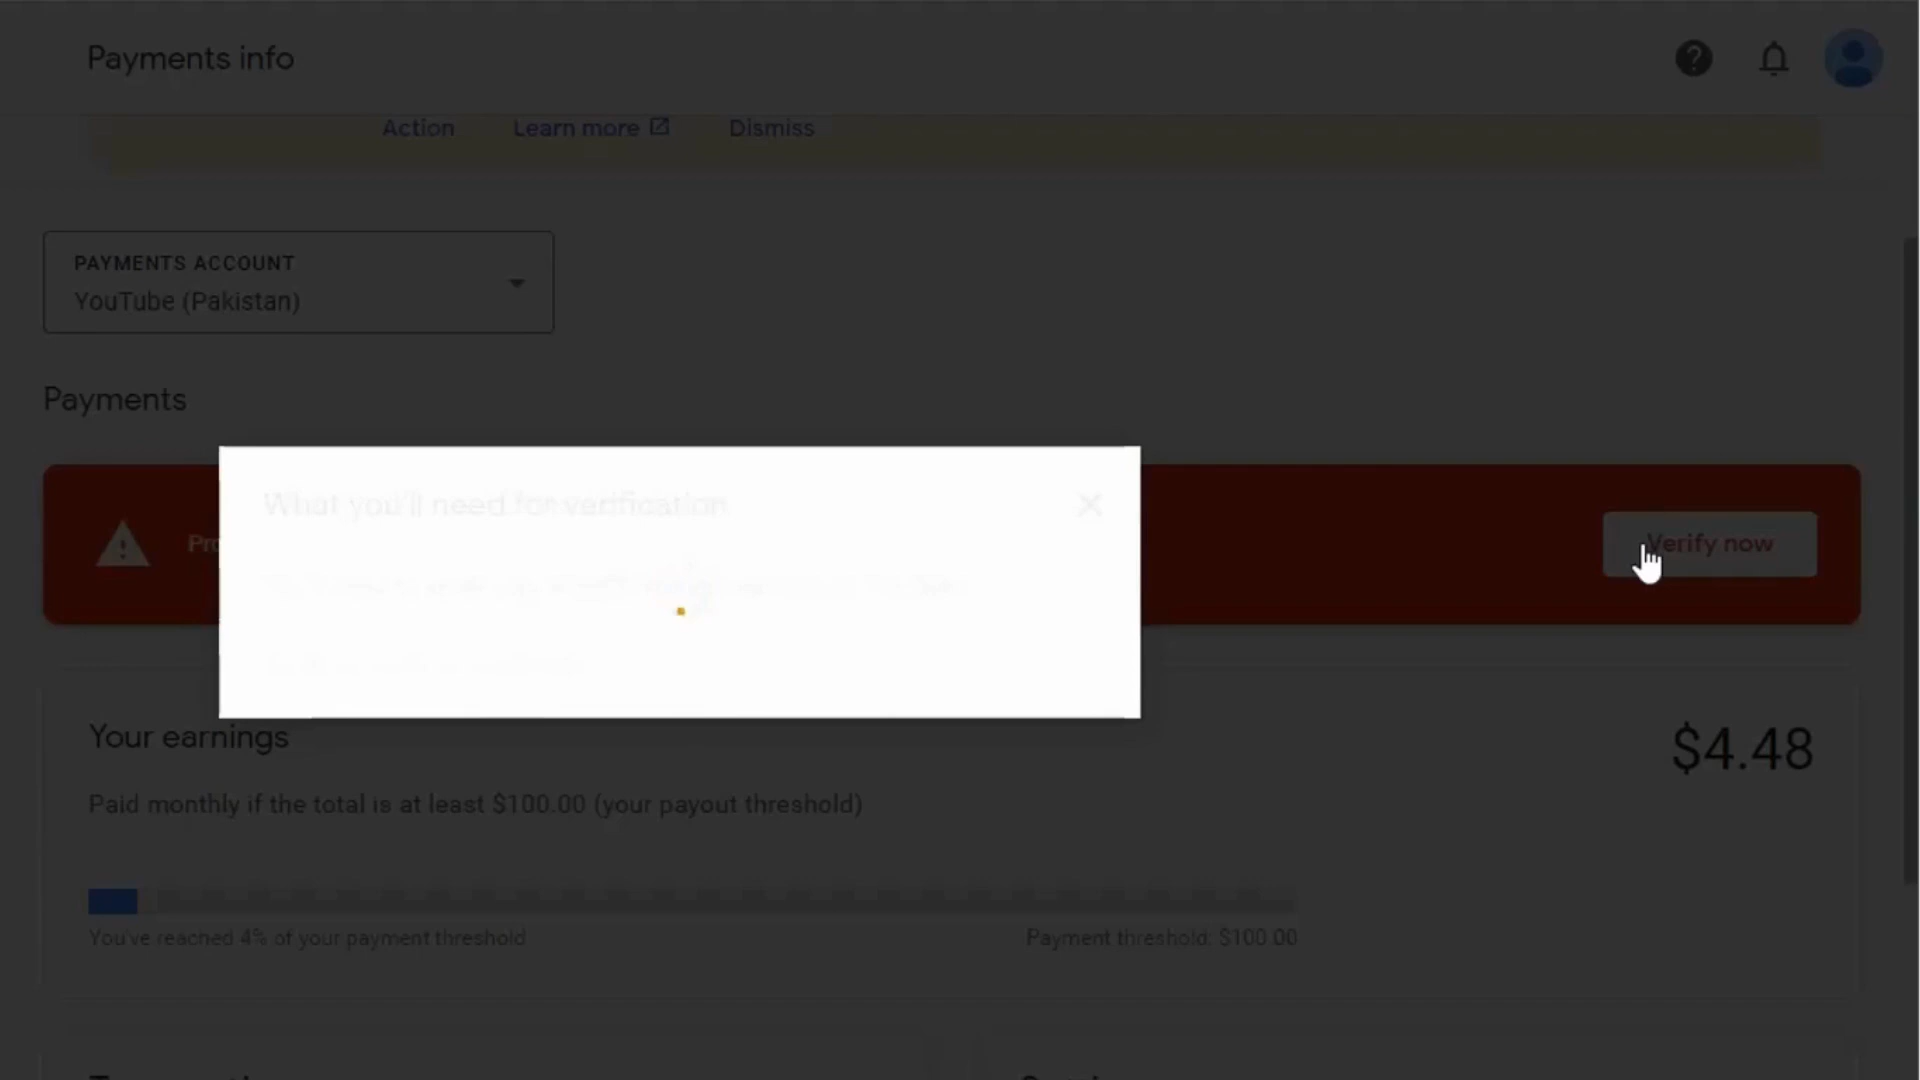 Payments info
Action Learn more Dismiss
PAYMENTS ACCOUNT
YouTube (Pakistan)
Payments
What you'll need for verification
Verify now
Your earnings
$4.48
Paid monthly if the total is at least $100.00 (your payout threshold)
You've reached 4% of your payment threshold
Payment threshold: $100.00